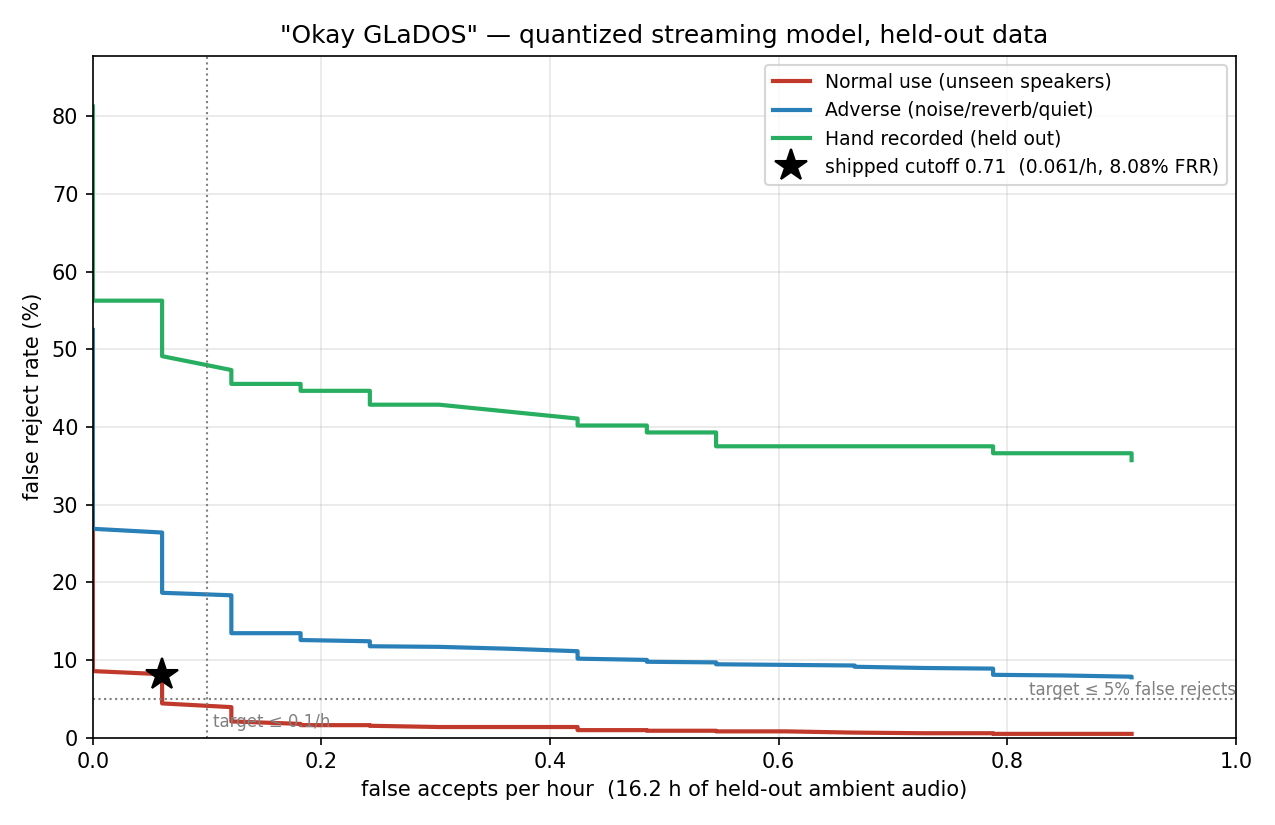 "Okay GLaDOS" — quantized streaming model, held-out data
Normal use (unseen speakers)
Adverse (noise/reverb/quiet)
Hand recorded (held out)
shipped cutoff 0.71  (0.061/h, 8.08% FRR)
false reject rate (%)
80
70
60
50
40
30
20
10
0
target ≤ 5% false rejects
target ≤ 0.1/h
0.0 0.2 0.4 0.6 0.8 1.0
false accepts per hour  (16.2 h of held-out ambient audio)